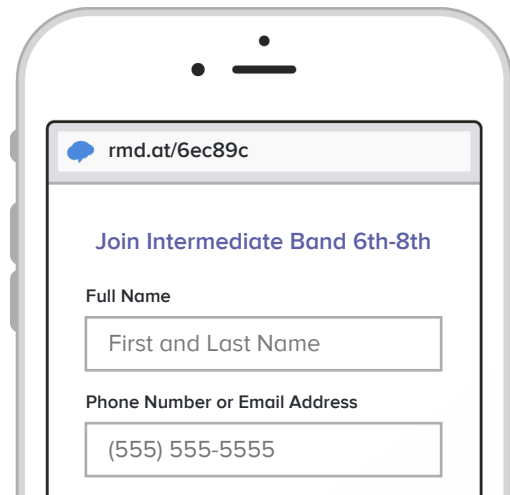 rmd.at/6ec89c
Join Intermediate Band 6th-8th
Full Name
First and Last Name
Phone Number or Email Address
(555) 555-5555